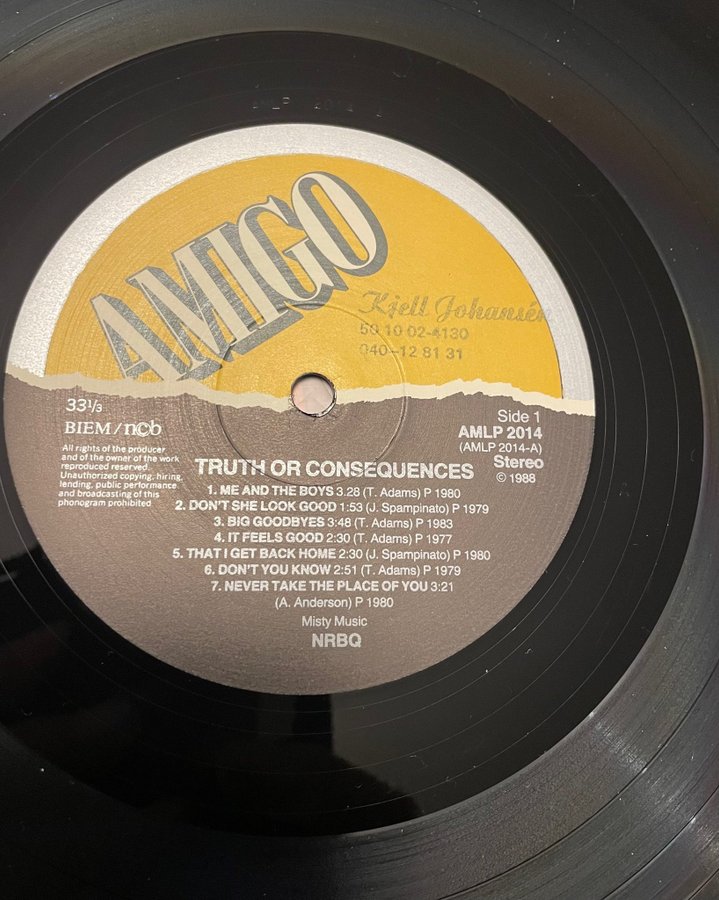 AMIGO
Kjell Johansén
50 10 02-4130
040-12 81 31
33⅓
BIEM/ncb
All rights of the producer
and of the owner of the work
reproduced reserved.
Unauthorized copying, hiring,
lending, public performance
and broadcasting of this
phonogram prohibited
Side 1
AMLP 2014
(AMLP 2014-A)
Stereo
© 1988
TRUTH OR CONSEQUENCES
1. ME AND THE BOYS 3.28 (T. Adams) P 1980
2. DON'T SHE LOOK GOOD 1:53 (J. Spampinato) P 1979
3. BIG GOODBYES 3:48 (T. Adams) P 1983
4. IT FEELS GOOD 2:30 (T. Adams) P 1977
5. THAT I GET BACK HOME 2:30 (J. Spampinato) P 1980
6. DON'T YOU KNOW 2:51 (T. Adams) P 1979
7. NEVER TAKE THE PLACE OF YOU 3:21
(A. Anderson) P 1980
Misty Music
NRBQ